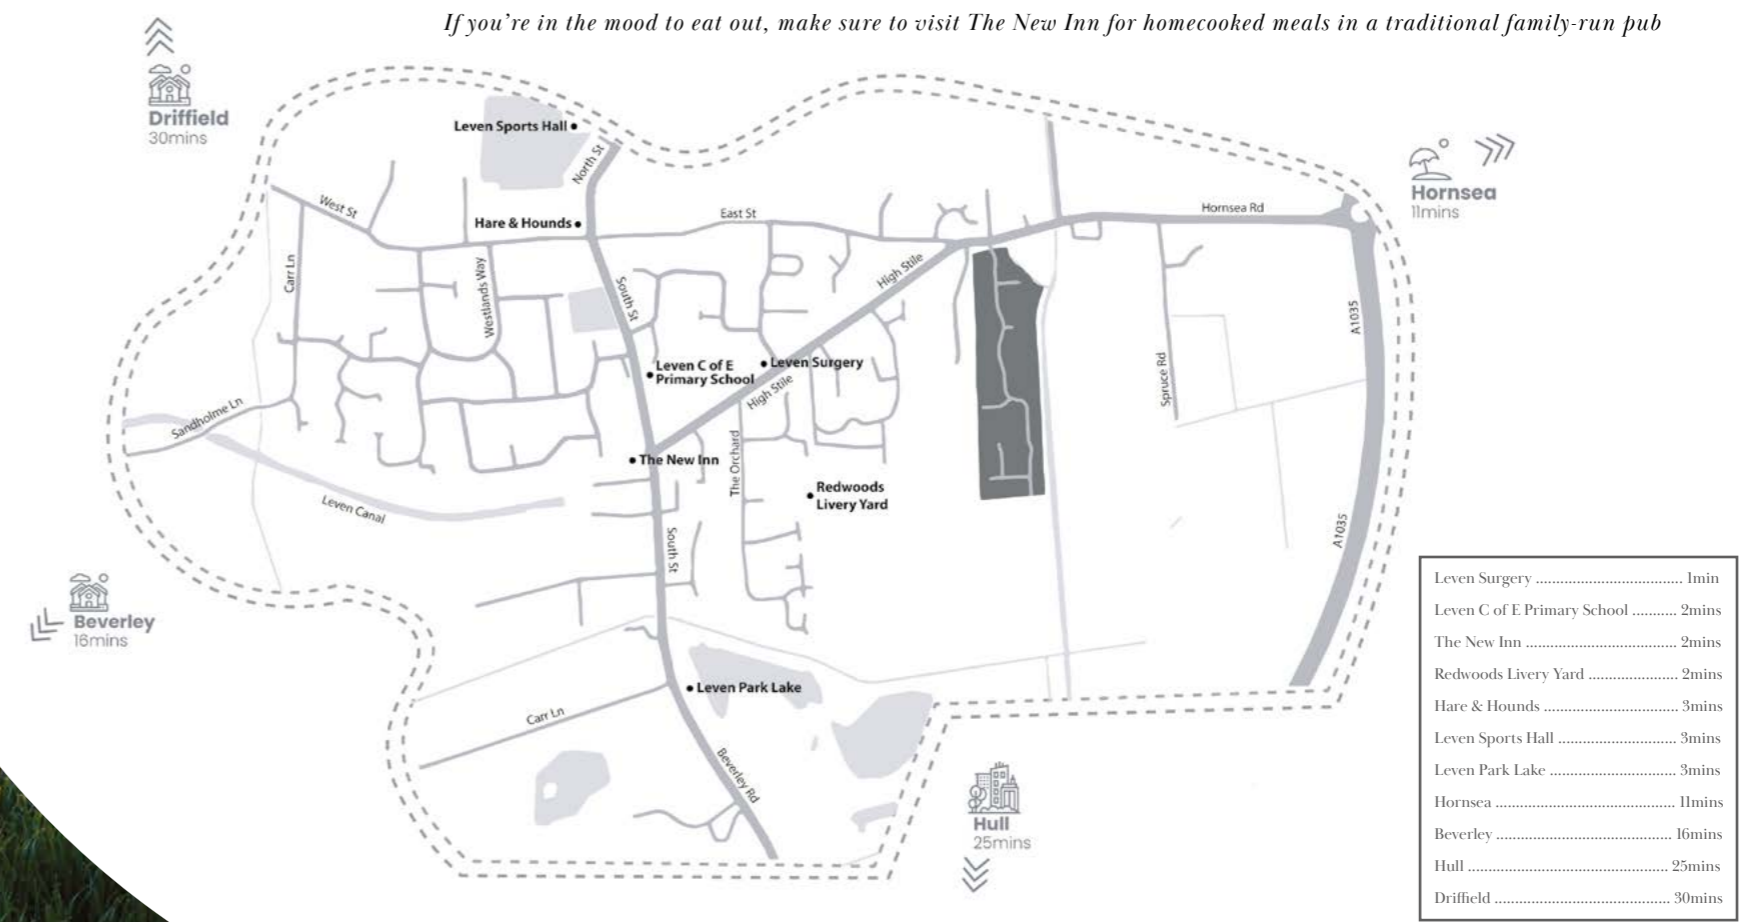 If you're in the mood to eat out, make sure to visit The New Inn for homecooked meals in a traditional family-run pub
Driffield
30mins
Leven Sports Hall
North St
Hornsea
11mins
West St
Hare & Hounds
East St
Hornsea Rd
Carr Ln
Westlands Way
South St
High Stile
A1035
Leven C of E
Primary School
Leven Surgery
High Stile
Spruce Rd
Sandholme Ln
The New Inn
The Orchard
Redwoods
Livery Yard
Leven Canal
South St
A1035
Beverley
16mins
Leven Park Lake
Carr Ln
Beverley Rd
Hull
25mins
Leven Surgery .................................... 1min
Leven C of E Primary School ........... 2mins
The New Inn ..................................... 2mins
Redwoods Livery Yard ...................... 2mins
Hare & Hounds ................................. 3mins
Leven Sports Hall ............................. 3mins
Leven Park Lake ............................... 3mins
Hornsea ............................................ 11mins
Beverley ........................................... 16mins
Hull ................................................. 25mins
Driffield ........................................... 30mins